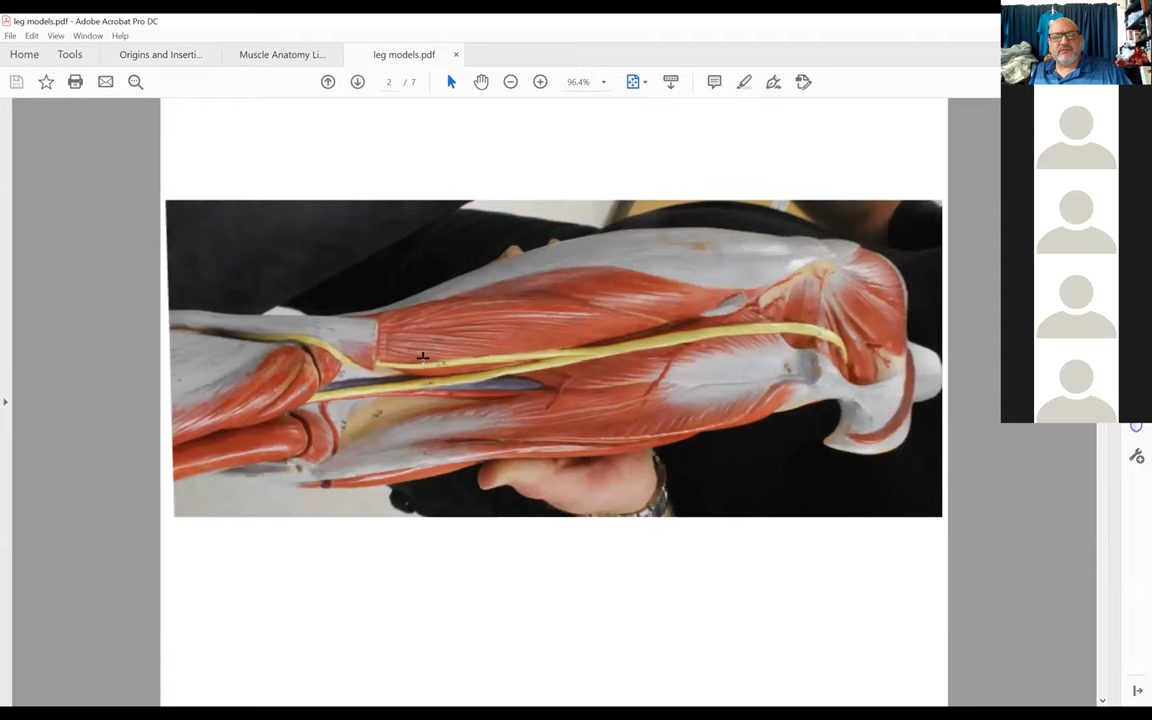 leg models.pdf - Adobe Acrobat Pro DC
File Edit View Window Help
Home Tools Origins and Inserti... Muscle Anatomy Li... leg models.pdf ×
2 / 7 96.4%